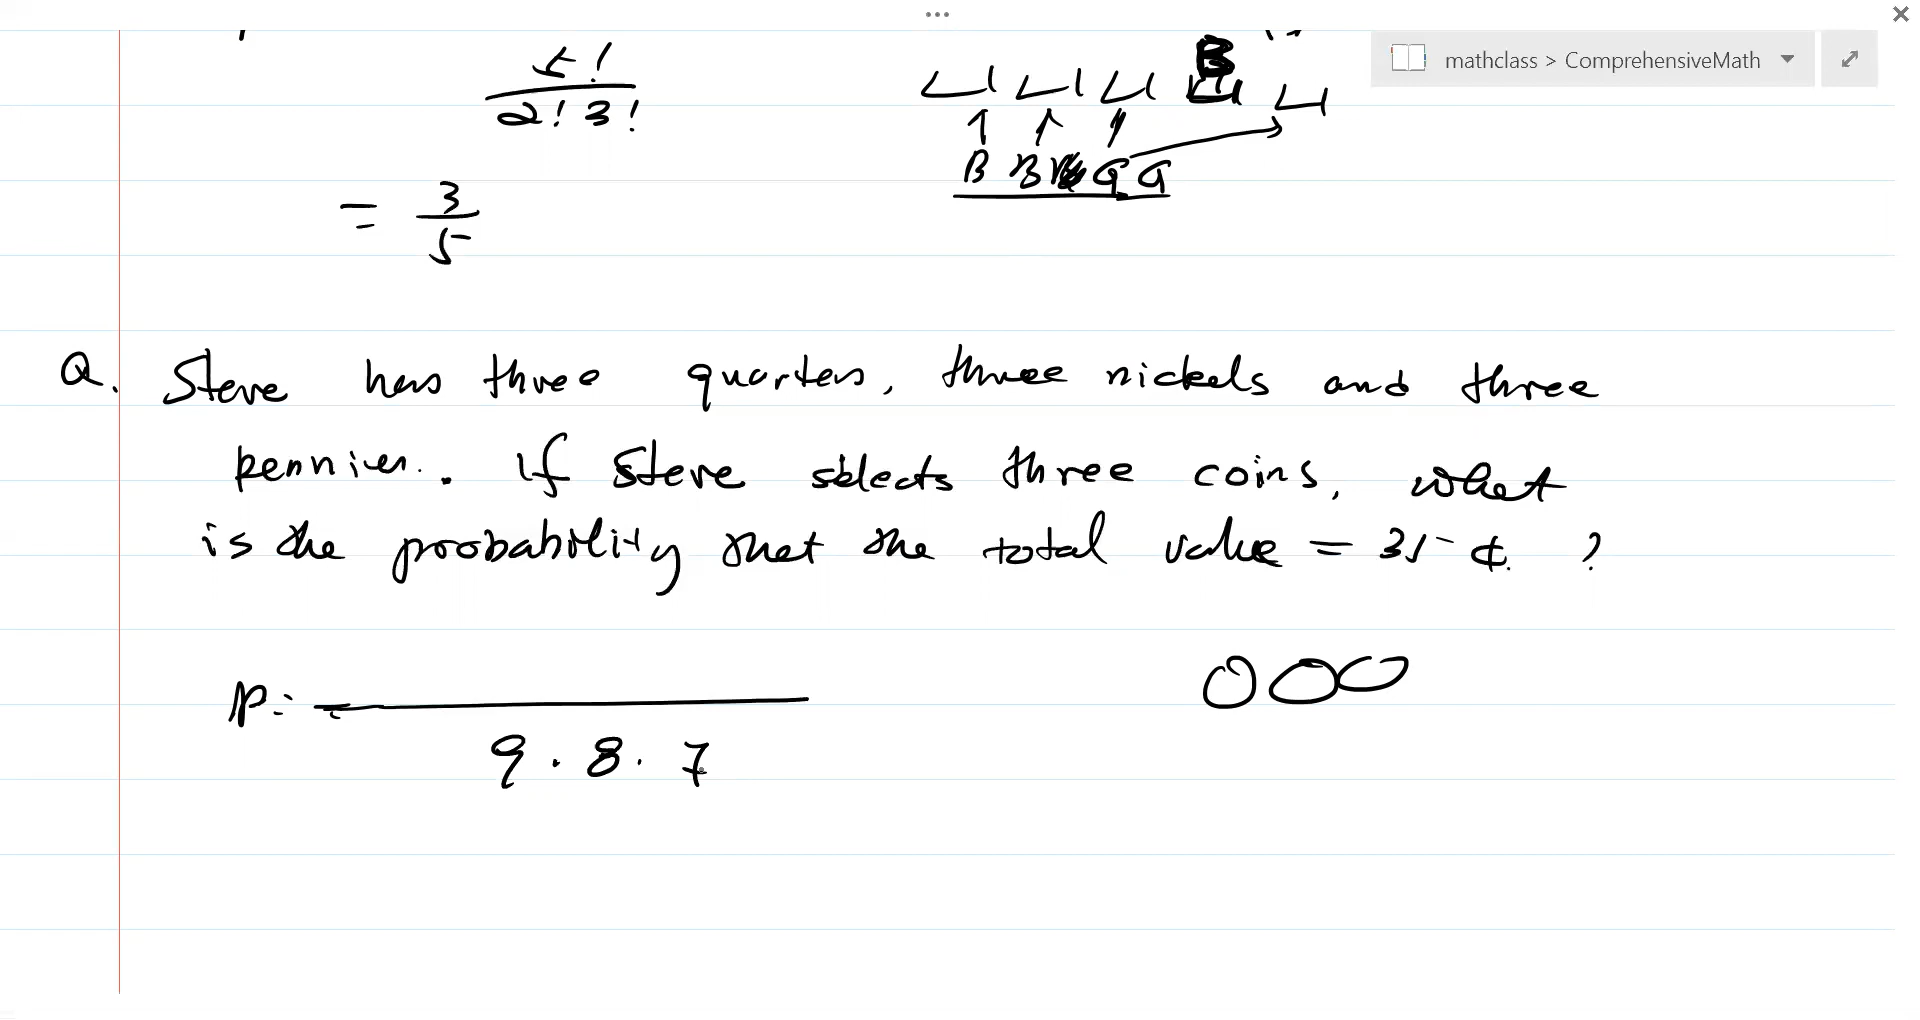 mathclass > ComprehensiveMath
5!
2! 3!
B
B B G G
= 3
5
Q. Steve has three quarters, three nickels and three
pennies. If Steve selects three coins, what
is the probability that the total value = 35 ¢ ?
P: =
9 . 8 . 7